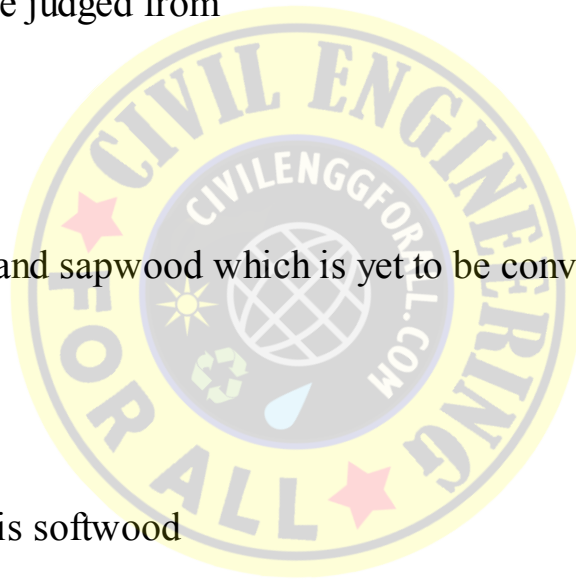 e judged from
CIVIL ENGINEERING
CIVILENGGFORALL.COM
and sapwood which is yet to be conv
FOR ALL
is softwood